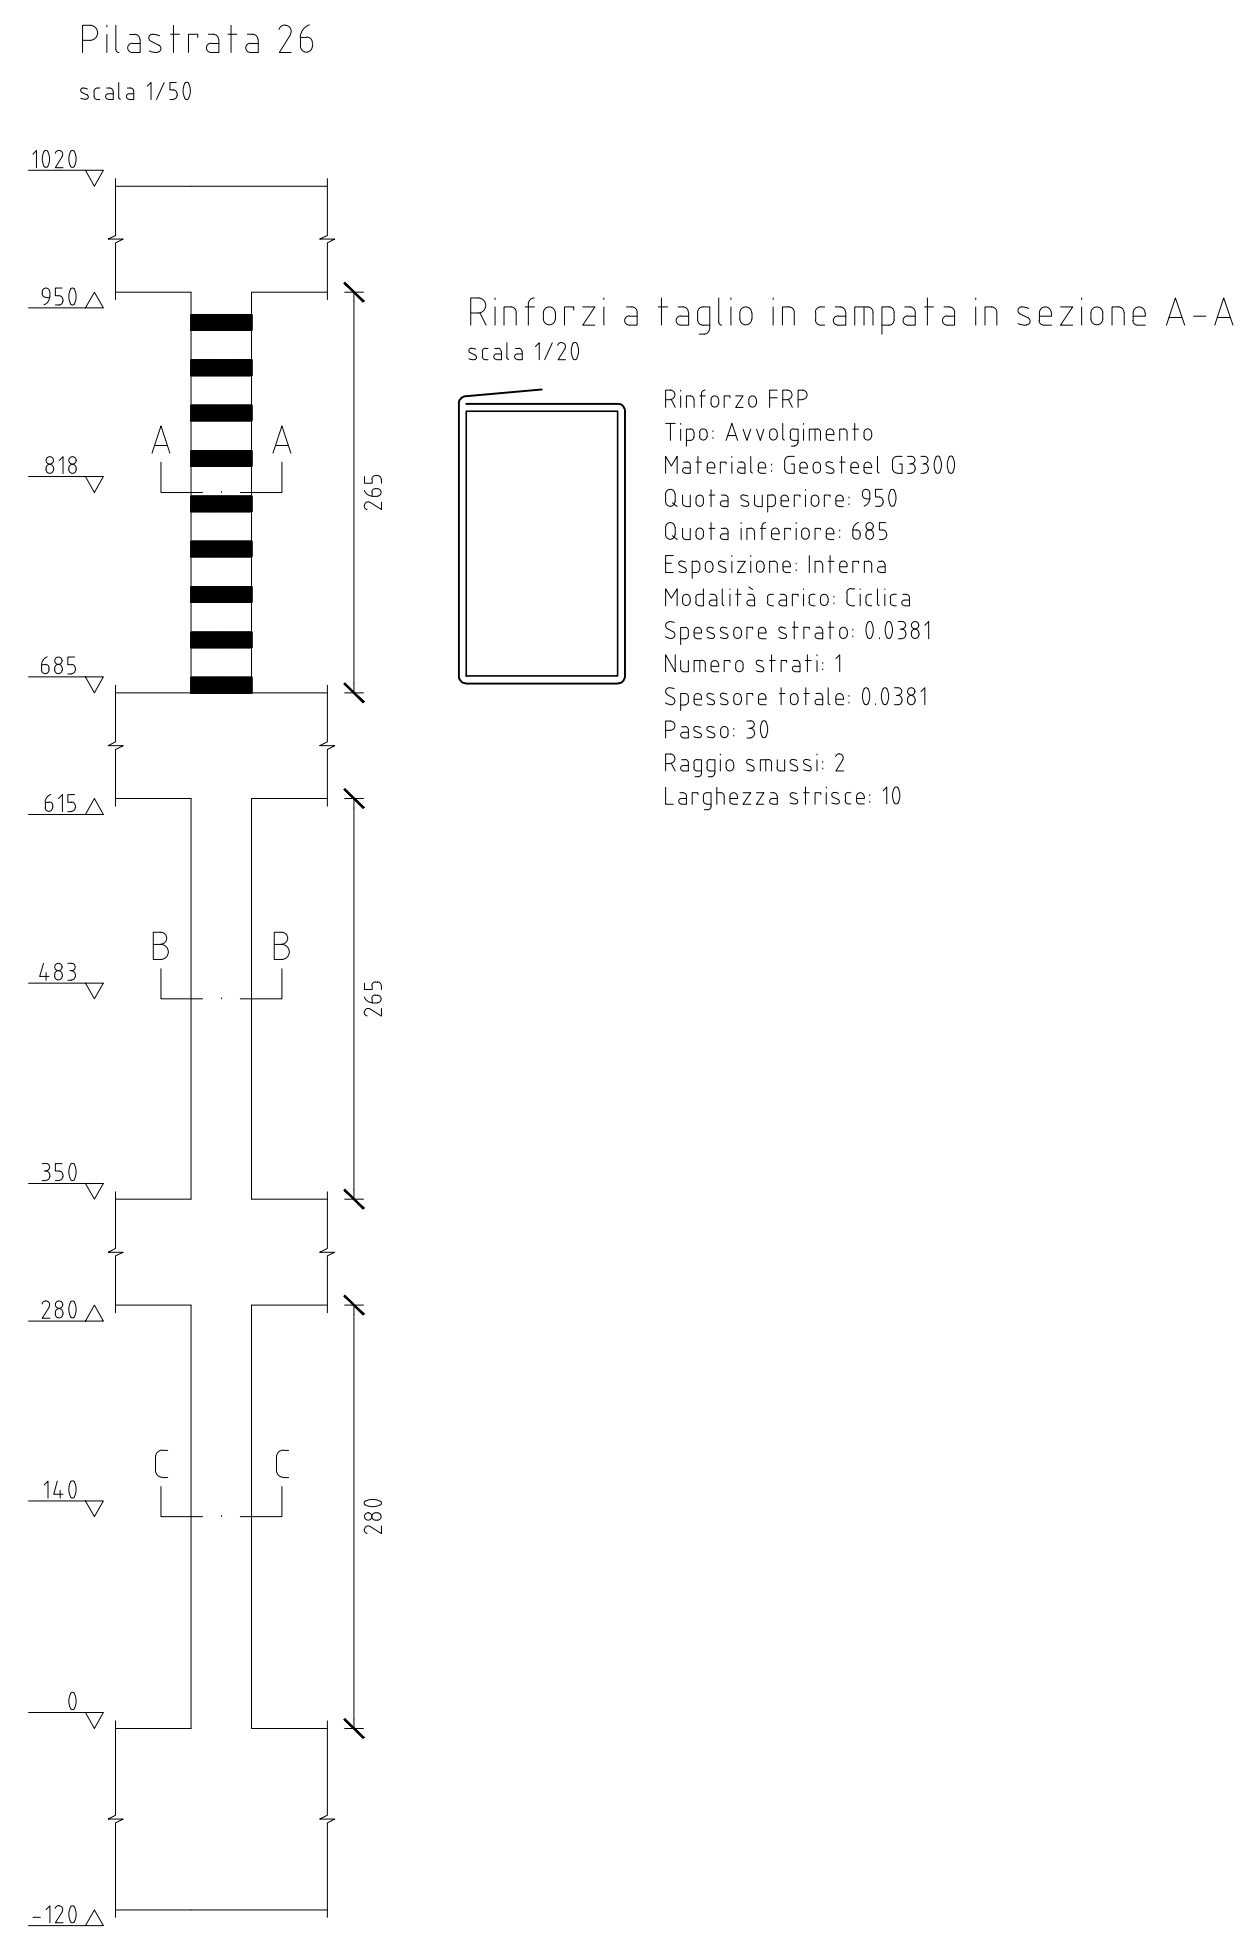 Pilastrata 26
scala 1/50
1020
950
818
685
615
483
350
280
140
0
-120
A A
B B
C C
265
265
280
Rinforzi a taglio in campata in sezione A-A
scala 1/20
Rinforzo FRP
Tipo: Avvolgimento
Materiale: Geosteel G3300
Quota superiore: 950
Quota inferiore: 685
Esposizione: Interna
Modalità carico: Ciclica
Spessore strato: 0.0381
Numero strati: 1
Spessore totale: 0.0381
Passo: 30
Raggio smussi: 2
Larghezza strisce: 10